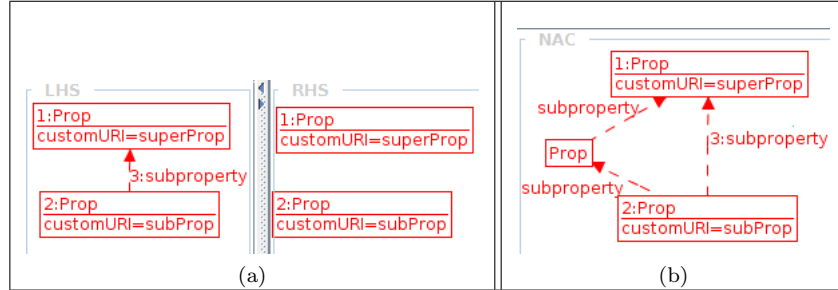 LHS
1:Prop
customURI=superProp
3:subproperty
2:Prop
customURI=subProp
RHS
1:Prop
customURI=superProp
2:Prop
customURI=subProp
(a)
NAC
1:Prop
customURI=superProp
subproperty
3:subproperty
Prop
subproperty
2:Prop
customURI=subProp
(b)